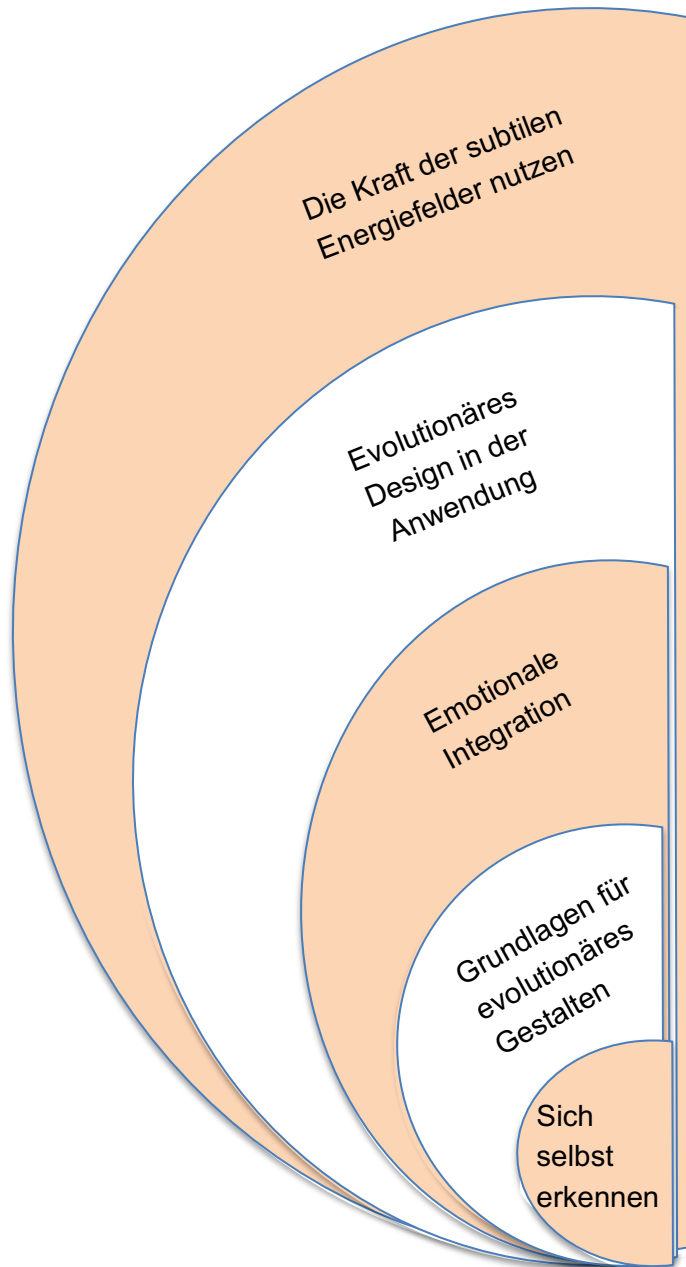 Die Kraft der subtilen
Energiefelder nutzen
Evolutionäres
Design in der
Anwendung
Emotionale
Integration
Grundlagen für
evolutionäres
Gestalten
Sich
selbst
erkennen